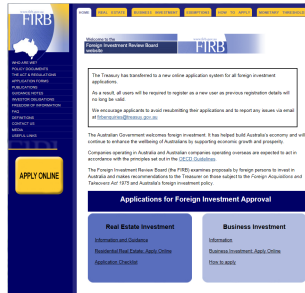 FIRB
HOME REAL ESTATE BUSINESS INVESTMENT EXEMPTIONS HOW TO APPLY MONETARY THRESHOLDS
Welcome to the
Foreign Investment Review Board
website
FIRB
WHO ARE WE?
POLICY DOCUMENTS
THE ACT & REGULATIONS
APPLICATION FORMS
PUBLICATIONS
GUIDANCE NOTES
INVESTOR OBLIGATIONS
FREEDOM OF INFORMATION
FAQ
DEFINITIONS
CONTACT US
MEDIA
USEFUL LINKS
APPLY ONLINE
The Treasury has transferred to a new online application system for all foreign investment
applications.
As a result, all users will be required to register as a new user as previous registration details will
no long be valid.
We encourage applicants to avoid resubmitting their applications and to report any issues via email
at firbenquiries@treasury.gov.au
The Australian Government welcomes foreign investment. It has helped build Australia's economy and will
continue to enhance the wellbeing of Australians by supporting economic growth and prosperity.
Companies operating in Australia and Australian companies operating overseas are expected to act in
accordance with the principles set out in the OECD Guidelines.
The Foreign Investment Review Board (FIRB) examines proposals by foreign persons to invest in
Australia and makes recommendations to the Treasurer on those subject to the Foreign Acquisitions and
Takeovers Act 1975 and Australia's foreign investment policy.
Applications for Foreign Investment Approval
Real Estate Investment
Information and Guidance
Residential Real Estate, Apply Online
Application Checklist
Business Investment
Information
Business Investment, Apply Online
How to apply